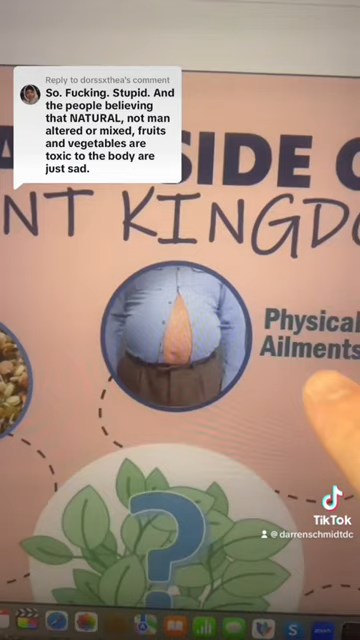 Reply to dorssxthea's comment
So. Fucking. Stupid. And
the people believing
that NATURAL, not man
altered or mixed, fruits
and vegetables are
toxic to the body are
just sad.
SIDE
KINGD
Physical
Ailments
?
TikTok
@darrenschmidtdc